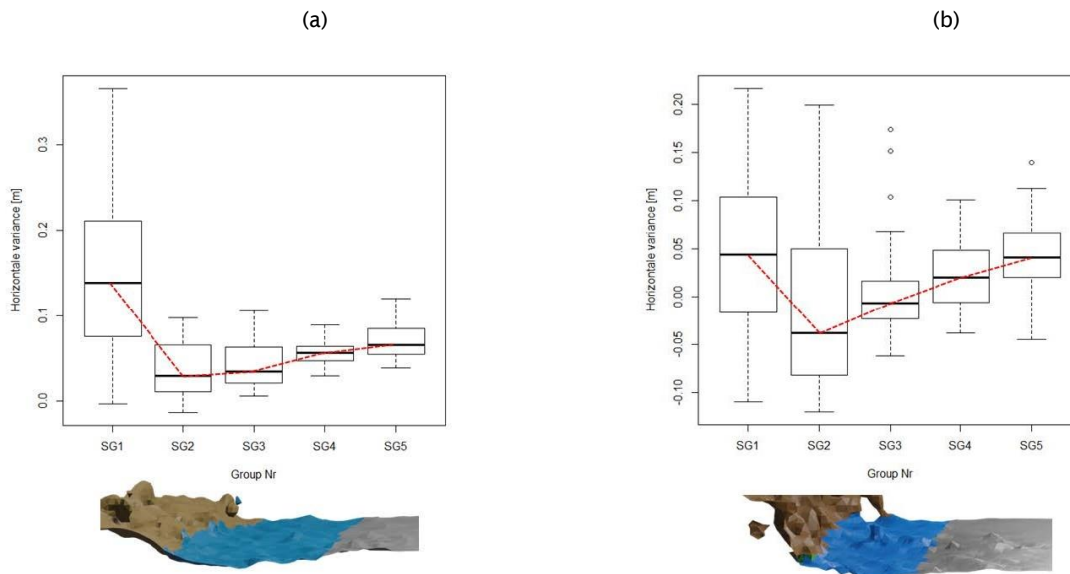 (a)
(b)
Horizontale variance [m]
0.3
0.2
0.1
0.0
SG1 SG2 SG3 SG4 SG5
Group Nr
Horizontale variance [m]
0.20
0.15
0.10
0.05
0.00
-0.05
-0.10
SG1 SG2 SG3 SG4 SG5
Group Nr